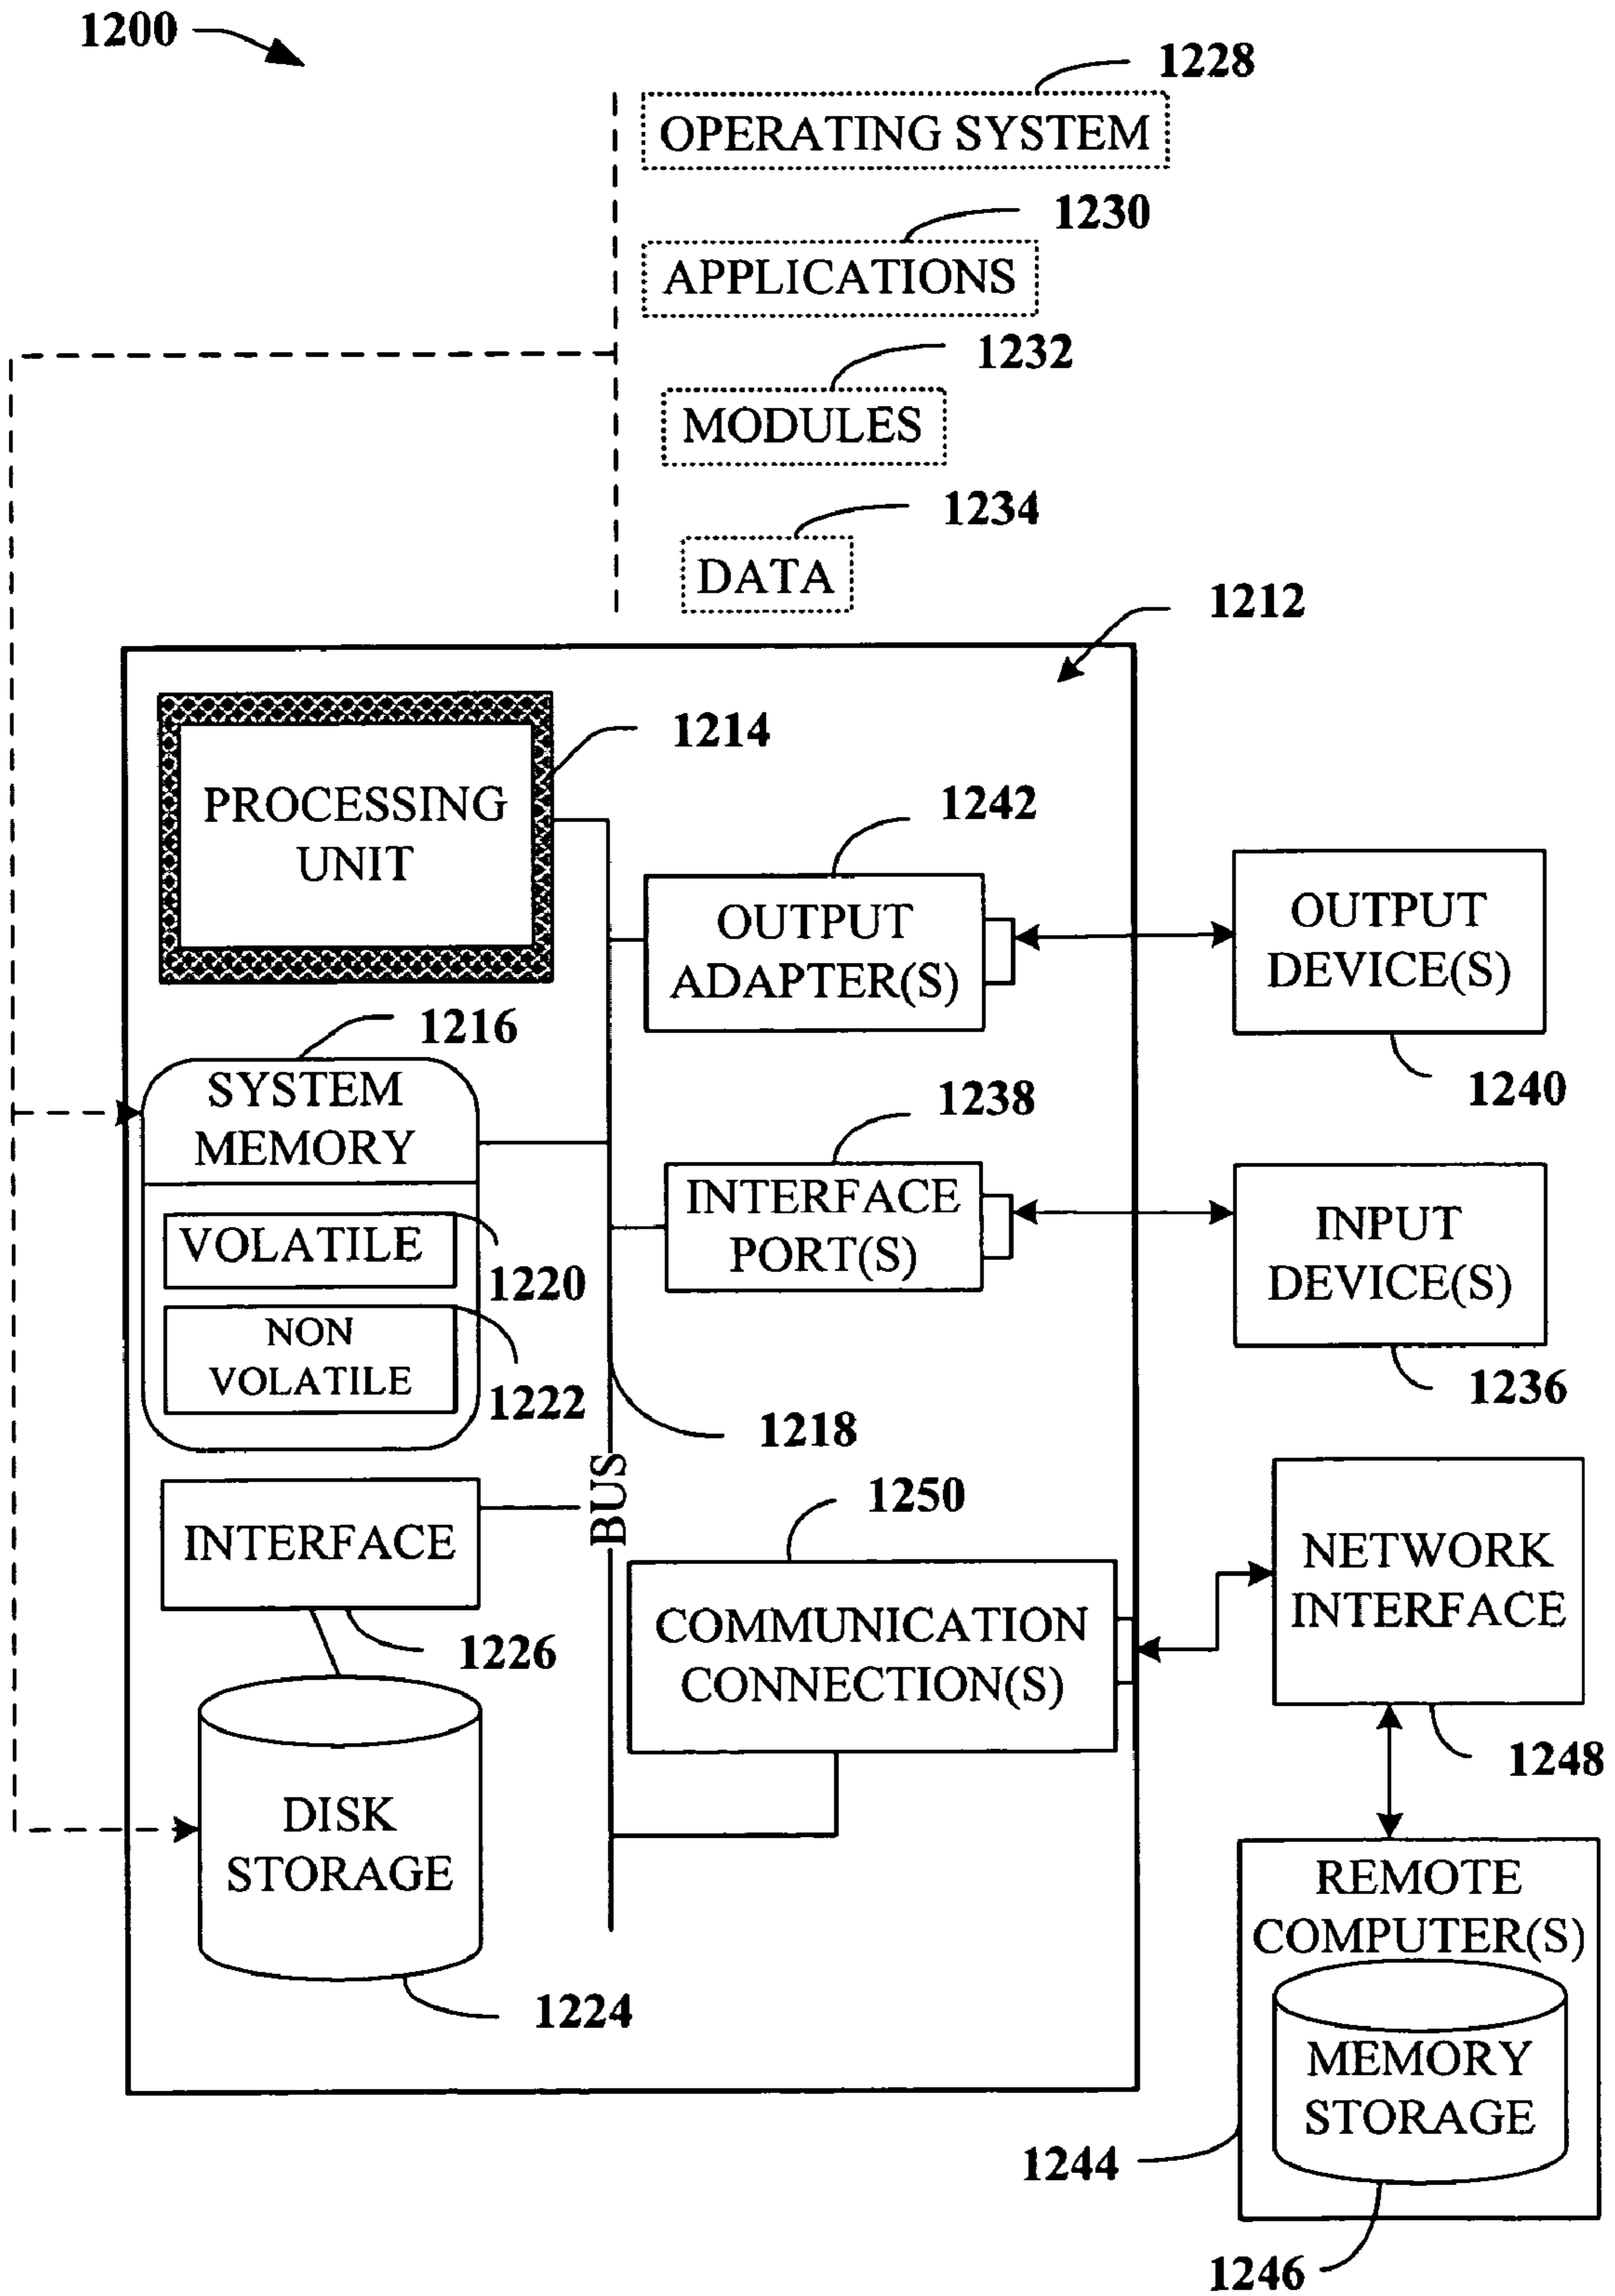 1200
1228
OPERATING SYSTEM
1230
APPLICATIONS
1232
MODULES
1234
DATA
1212
1214
PROCESSING
UNIT
1242
OUTPUT
ADAPTER(S)
OUTPUT
DEVICE(S)
1240
1216
SYSTEM
MEMORY
VOLATILE
1220
NON
VOLATILE
1222
1238
INTERFACE
PORT(S)
INPUT
DEVICE(S)
1236
1218
BUS
INTERFACE
1226
1250
COMMUNICATION
CONNECTION(S)
NETWORK
INTERFACE
1248
DISK
STORAGE
1224
REMOTE
COMPUTER(S)
MEMORY
STORAGE
1244
1246